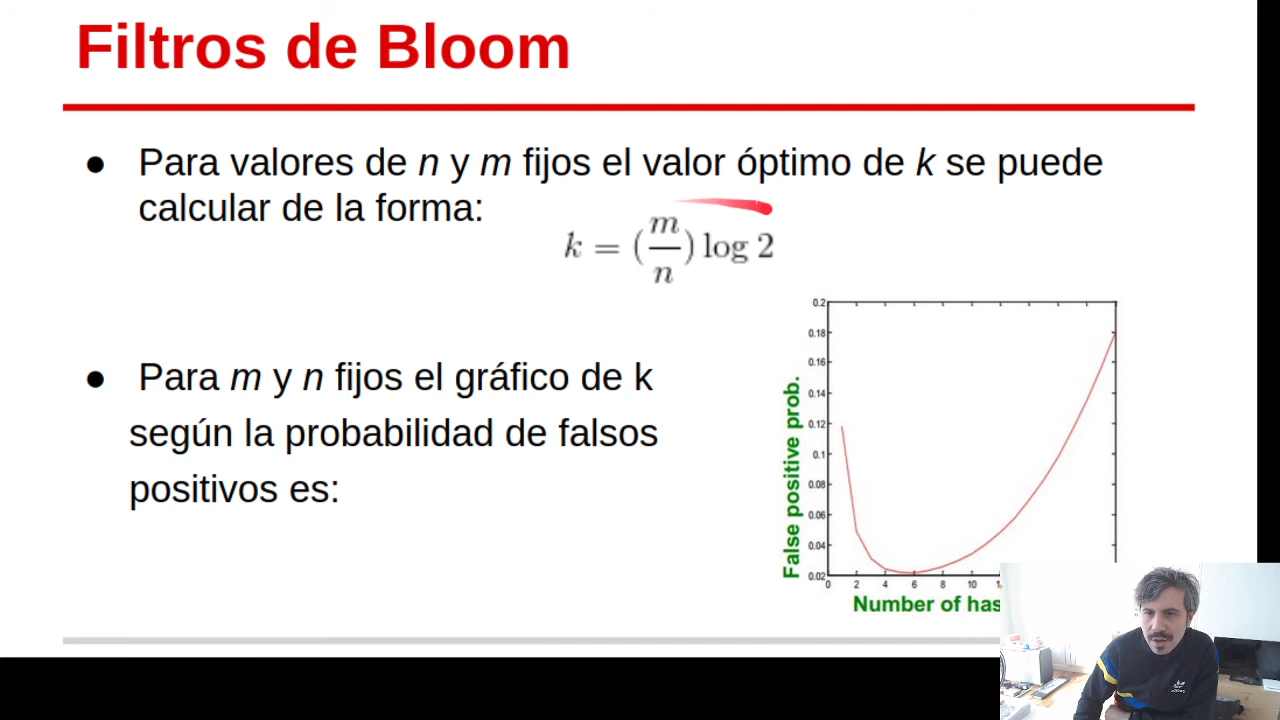 Filtros de Bloom
● Para valores de n y m fijos el valor óptimo de k se puede
calcular de la forma:
k = (m/n) log 2
● Para m y n fijos el gráfico de k
según la probabilidad de falsos
positivos es:
False positive prob.
0.2
0.18
0.16
0.14
0.12
0.1
0.08
0.06
0.04
0.02
0 2 4 6 8 10
Number of has